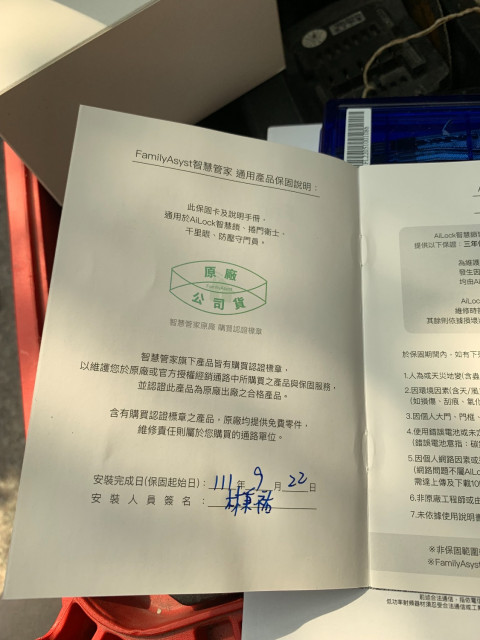 FamilyAsyst智慧管家 通用產品保固說明：
此保固卡及說明手冊，
適用於AiLock智慧鎖、捲門衛士、
千里眼、防壓守門員。
原廠
公司貨
智慧管家原廠 購買認證標章
智慧管家旗下產品皆有購買認證標章，
以維護您於原廠或官方授權經銷通路中所購買之產品與保固服務，
並認證此產品為原廠出廠之合格產品。
含有購買認證標章之產品，原廠均提供免費零件，
維修責任則屬於您購買的通路單位。
安裝完成日(保固起始日)：111年 9 月 22 日
安裝人員簽名：
AiLock智慧鎖
提供以下保固：三年
為維護
發生因
均由Ai
AiLo
維修時
其餘則依據損壞
於保固期間內，如有下列
1.人為或天災地變(含蟲
2.因環境因素(含天/風
(如損傷、刮痕、氧化
3.因個人大門、門框、
4.使用錯誤電池或未定
(錯誤電池意指：碳
5.因個人網路因素或
(網路問題不屬AiLo
需達上傳及下載10
6.非原廠工程師或由
7.未依據使用說明書
※非保固範圍
※FamilyAsyst